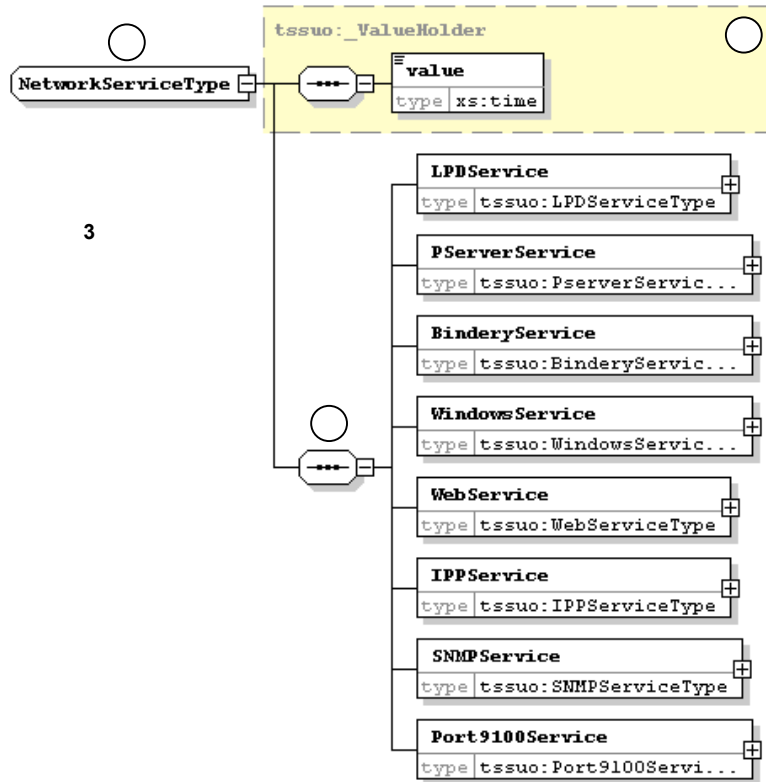 tssuo:_ValueHolder
NetworkServiceType
value
type xs:time
LPDService
type tssuo:LPDServiceType
3
PServerService
type tssuo:PserverServic...
BinderyService
type tssuo:BinderyServic...
WindowsService
type tssuo:WindowsServic...
WebService
type tssuo:WebServiceType
IPPService
type tssuo:IPPServiceType
SNMPService
type tssuo:SNMPServiceType
Port9100Service
type tssuo:Port9100Servi...